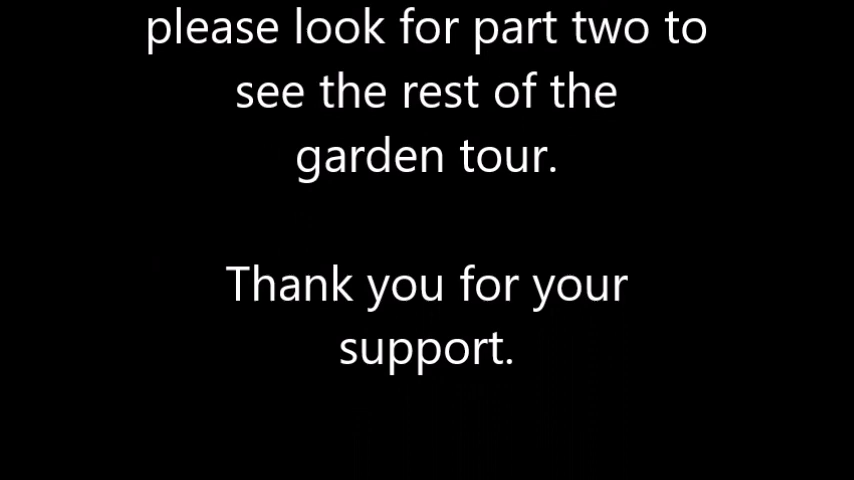 please look for part two to
see the rest of the
garden tour.
Thank you for your
support.